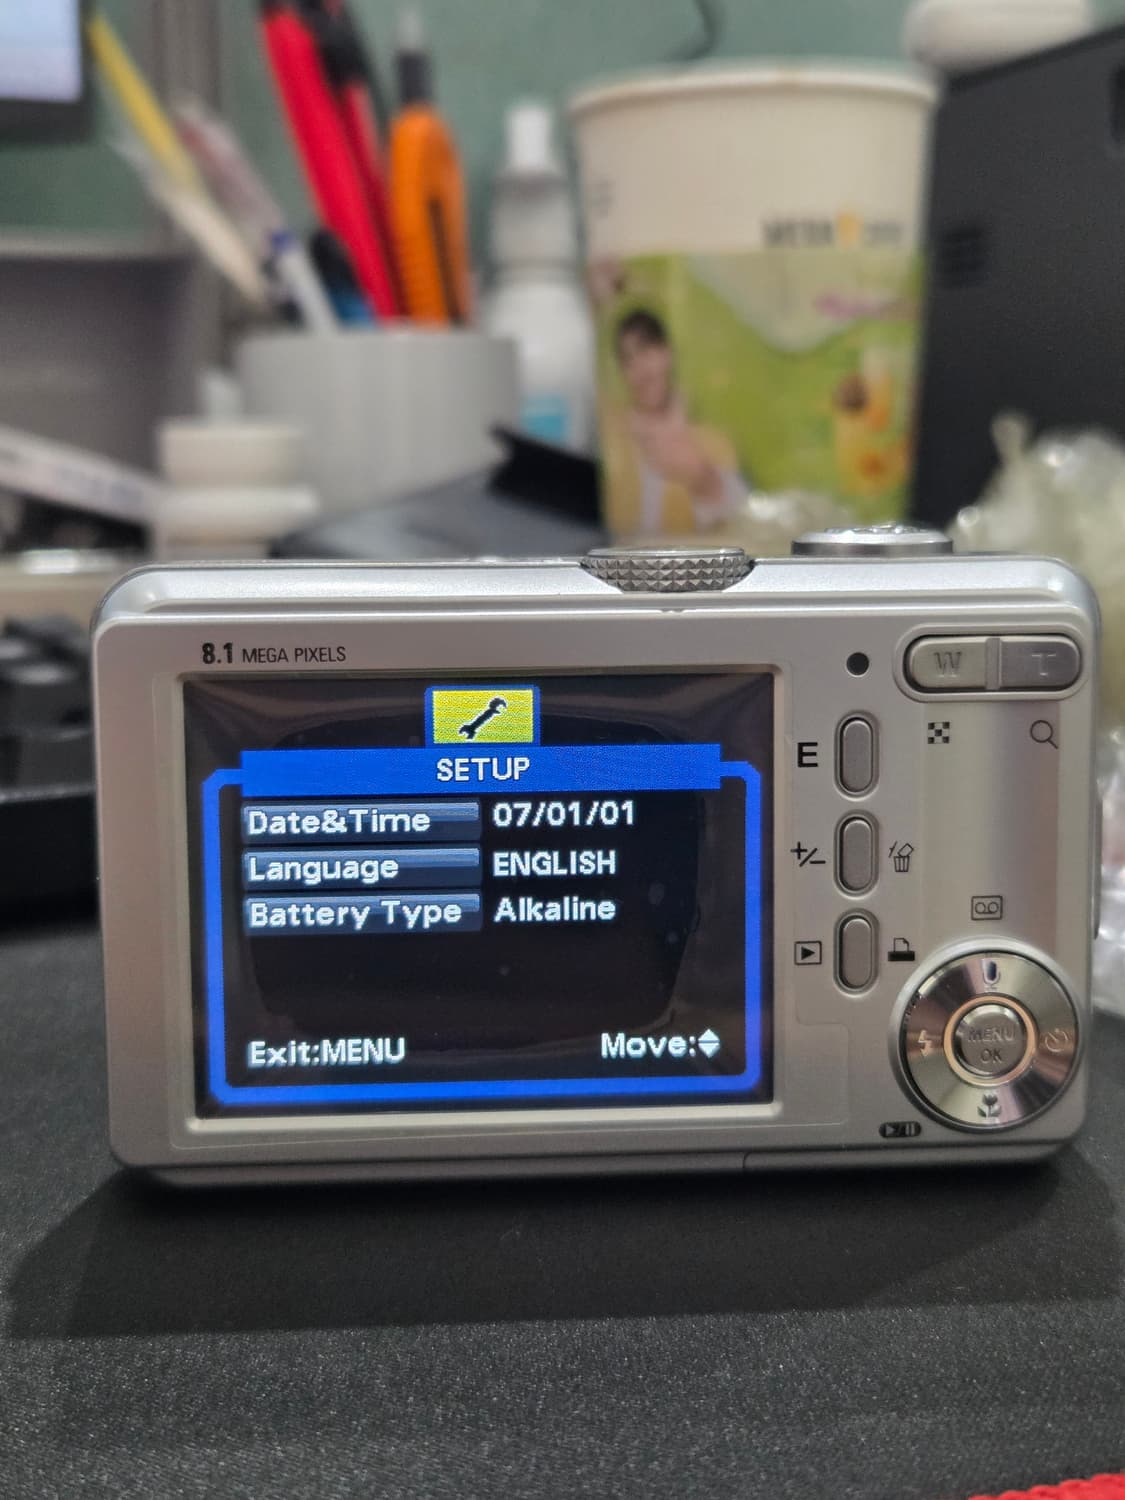 8.1 MEGA PIXELS
W T
SETUP
E
Date&Time 07/01/01
Language ENGLISH
Battery Type Alkaline
Exit:MENU Move:
MENU
OK